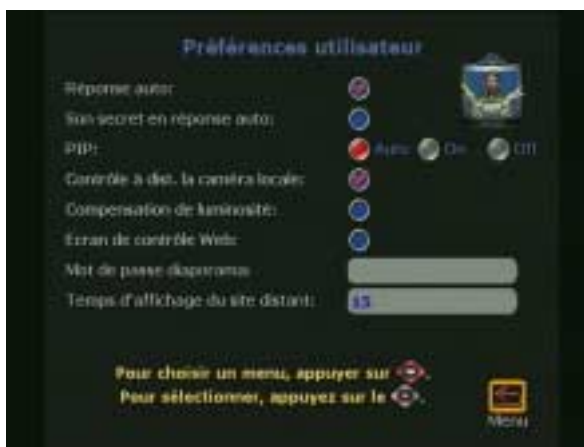 Préférences utilisateur
Réponse auto:
Son secret en réponse auto:
PIP: Auto On Off
Contrôle à dist. la caméra locale:
Compensation de luminosité:
Ecran de contrôle Web:
Mot de passe diaporama:
Temps d'affichage du site distant: 15
Pour choisir un menu, appuyer sur
Pour sélectionner, appuyez sur le
Menu